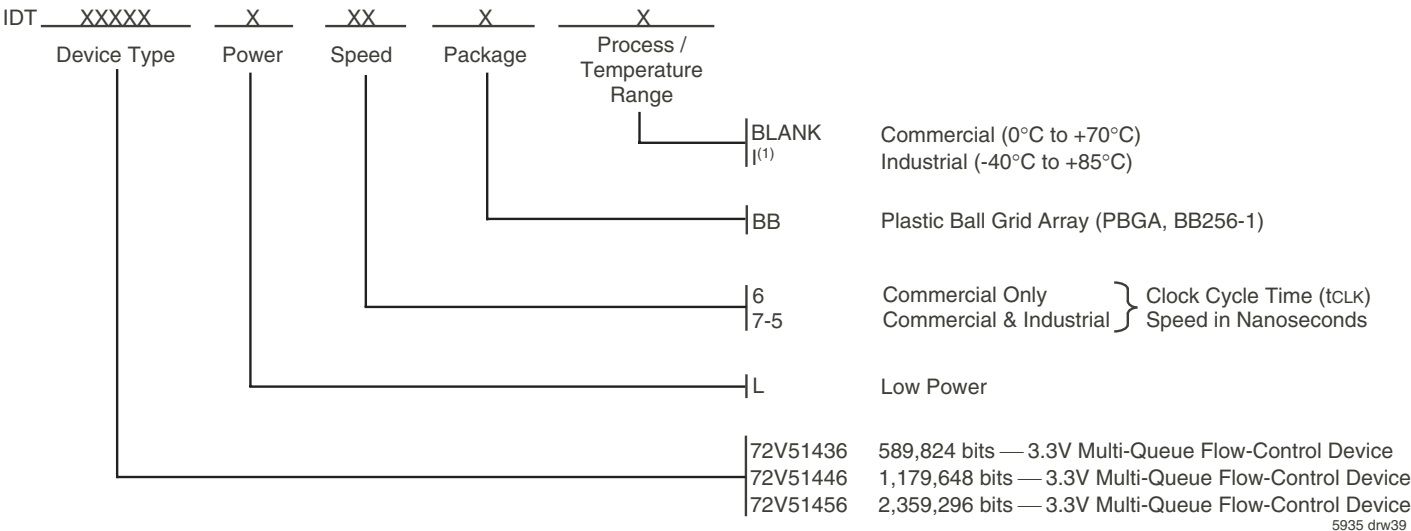 IDT XXXXX X XX X X
Device Type Power Speed Package Process /
Temperature
Range
BLANK Commercial (0°C to +70°C)
I(1) Industrial (-40°C to +85°C)
BB Plastic Ball Grid Array (PBGA, BB256-1)
6 Commercial Only Clock Cycle Time (tCLK)
7-5 Commercial & Industrial Speed in Nanoseconds
L Low Power
72V51436 589,824 bits — 3.3V Multi-Queue Flow-Control Device
72V51446 1,179,648 bits — 3.3V Multi-Queue Flow-Control Device
72V51456 2,359,296 bits — 3.3V Multi-Queue Flow-Control Device
5935 drw39